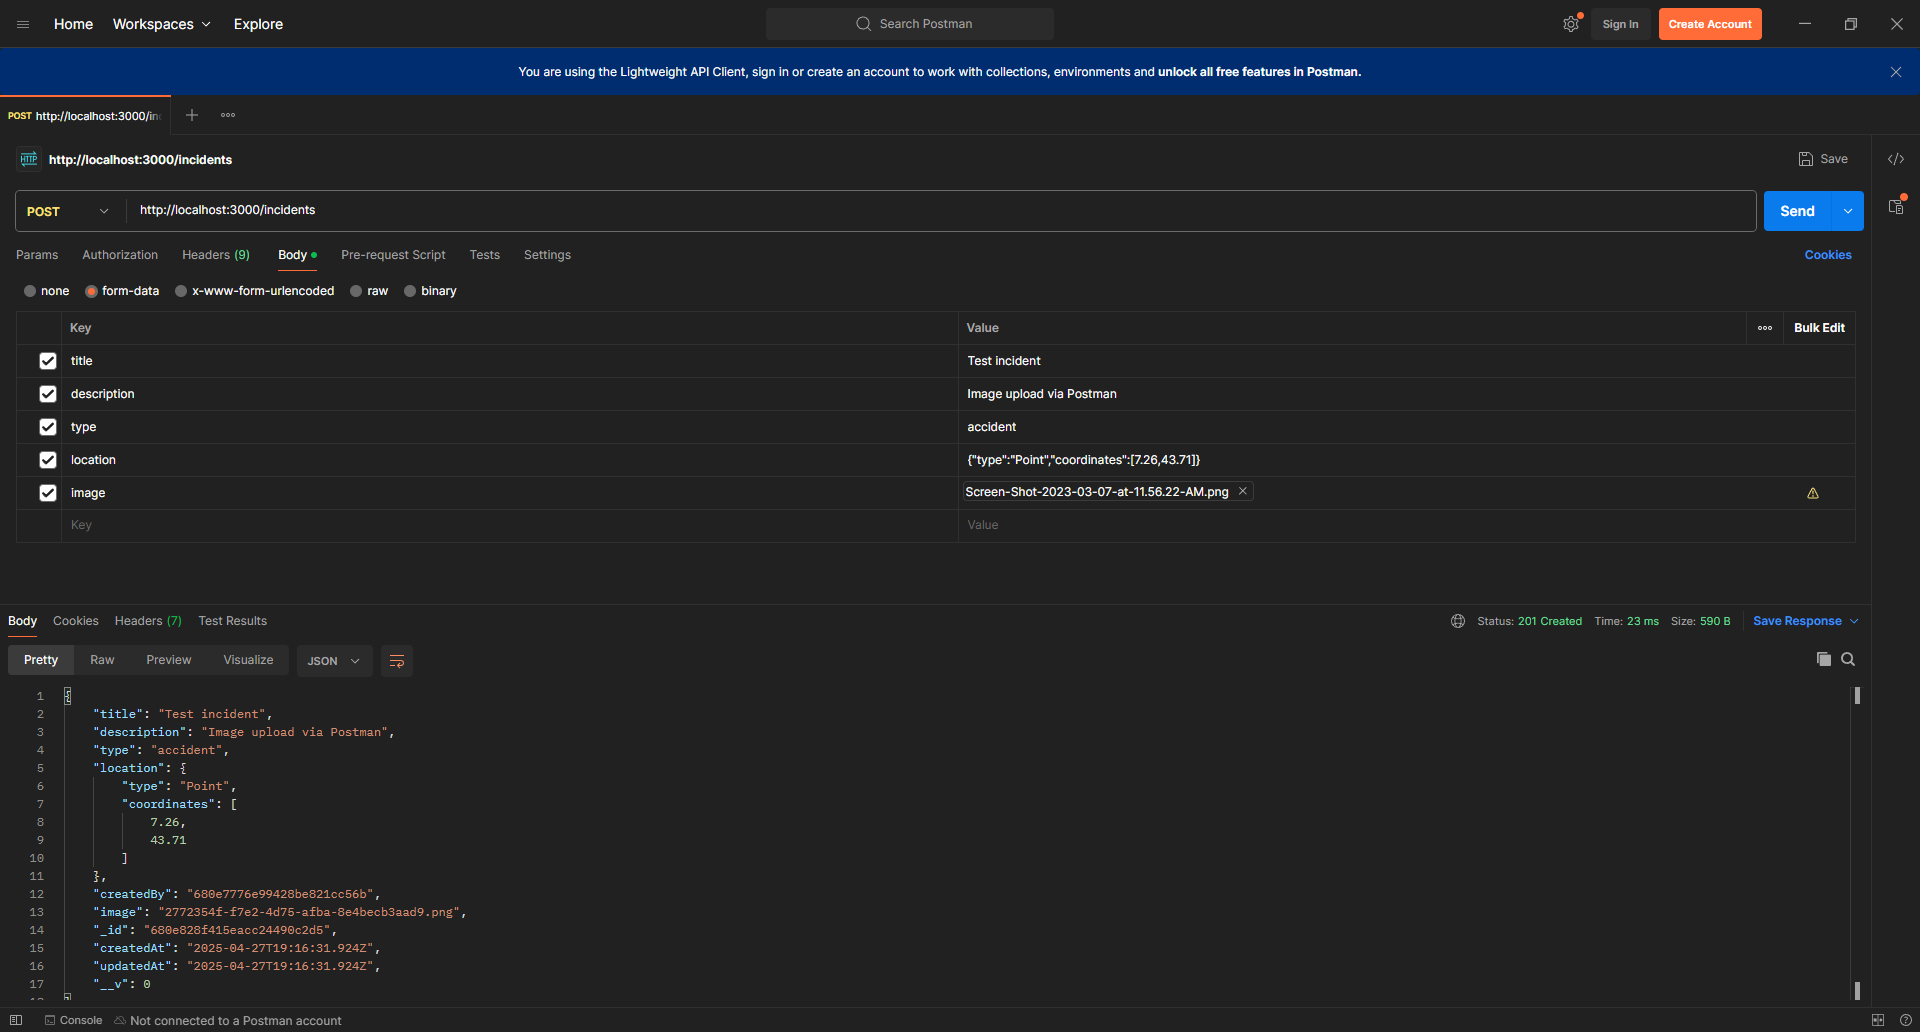 Home Workspaces Explore Search Postman Sign In Create Account
You are using the Lightweight API Client, sign in or create an account to work with collections, environments and unlock all free features in Postman.
POST http://localhost:3000/in
http://localhost:3000/incidents Save
POST http://localhost:3000/incidents Send
Params Authorization Headers (9) Body Pre-request Script Tests Settings Cookies
none form-data x-www-form-urlencoded raw binary
Key Value Bulk Edit
title Test incident
description Image upload via Postman
type accident
location {"type":"Point","coordinates":[7.26,43.71]}
image Screen-Shot-2023-03-07-at-11.56.22-AM.png
Key Value
Body Cookies Headers (7) Test Results Status: 201 Created Time: 23 ms Size: 590 B Save Response
Pretty Raw Preview Visualize JSON
1 {
2 "title": "Test incident",
3 "description": "Image upload via Postman",
4 "type": "accident",
5 "location": {
6 "type": "Point",
7 "coordinates": [
8 7.26,
9 43.71
10 ]
11 },
12 "createdBy": "680e7776e99428be821cc56b",
13 "image": "2772354f-f7e2-4d75-afba-8e4becb3aad9.png",
14 "_id": "680e828f415eacc24490c2d5",
15 "createdAt": "2025-04-27T19:16:31.924Z",
16 "updatedAt": "2025-04-27T19:16:31.924Z",
17 "__v": 0
Console Not connected to a Postman account